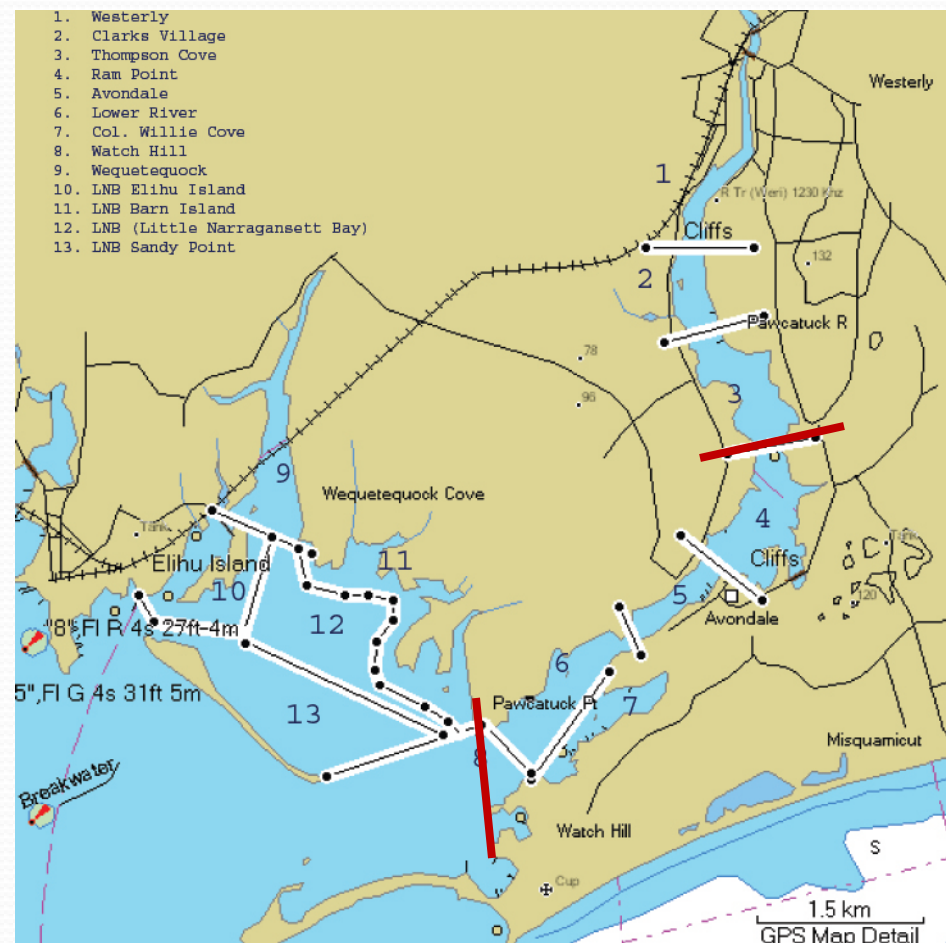 1. Westerly
2. Clarks Village
3. Thompson Cove
4. Ram Point
5. Avondale
6. Lower River
7. Col. Willie Cove
8. Watch Hill
9. Wequetequock
10. LNB Elihu Island
11. LNB Barn Island
12. LNB (Little Narragansett Bay)
13. LNB Sandy Point
Westerly
1
R Tr (Weri) 1230 Khz
Cliffs
132
2
Pawcatuck R
78
3
96
9
Wequetequock Cove
4
Tank
Tank
Elihu Island
11
Cliffs
10
5
120
12
Avondale
"8",Fl R 4s 27ft 4m
6
5",Fl G 4s 31ft 5m
7
Pawcatuck Pt
13
8
Misquamicut
Breakwater
Watch Hill
S
Cup
1.5 km
GPS Map Detail